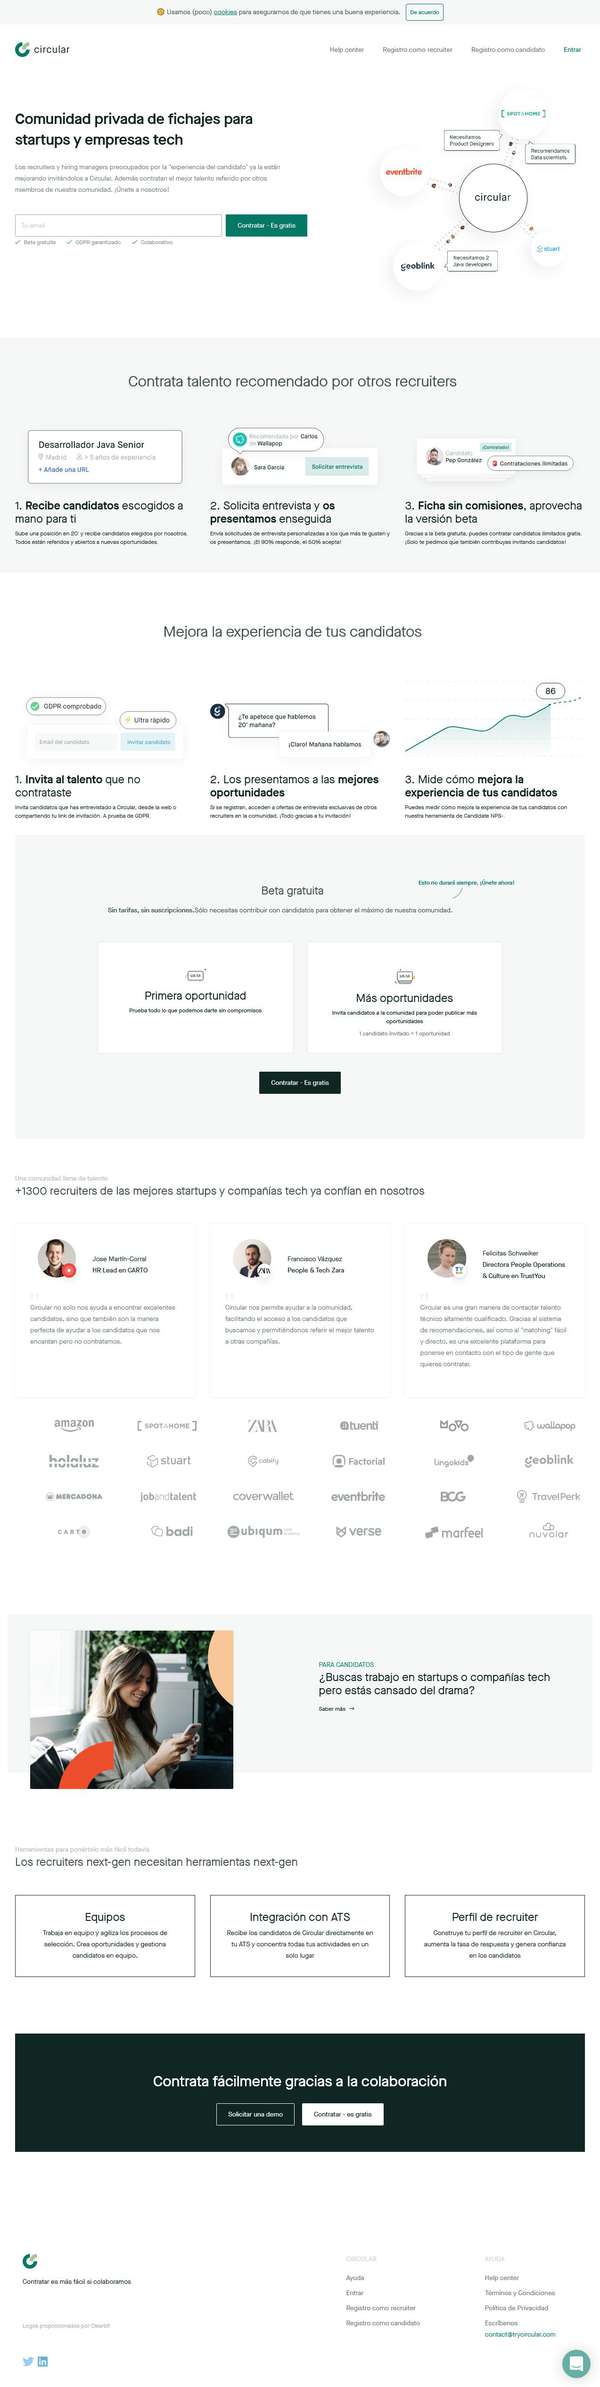 Usamos (poco) cookies para asegurarnos de que tienes una buena experiencia. De acuerdo
circular
Help center Registro como recruiter Registro como candidato Entrar
Comunidad privada de fichajes para
startups y empresas tech
Los recruiters y hiring managers preocupados por la "experiencia del candidato" ya la están
mejorando invitándolos a Circular. Además contratan el mejor talento referido por otros
miembros de nuestra comunidad. ¡Únete a nosotros!
Tu email
Contratar - Es gratis
Beta gratuita GDPR garantizado Colaborativo
SPOTAHOME
Necesitamos
Product Designers
Recomendamos
Data scientists
eventbrite
circular
stuart
geoblink
Necesitamos 2
Java developers
Contrata talento recomendado por otros recruiters
Desarrollador Java Senior
Madrid > 5 años de experiencia
+ Añade una URL
Recomendado por Carlos
de Wallapop
Sara García
Solicitar entrevista
¡Contratado!
Candidato
Pep González
Contrataciones ilimitadas
1. Recibe candidatos escogidos a
mano para ti
Sube una posición en 20' y recibe candidatos elegidos por nosotros.
Todos están referidos y abiertos a nuevas oportunidades.
2. Solicita entrevista y os
presentamos enseguida
Envía solicitudes de entrevista personalizadas a los que más te gusten y
os presentamos. ¡El 90% responde, el 50% acepta!
3. Ficha sin comisiones, aprovecha
la versión beta
Gracias a la beta gratuita, puedes contratar candidatos ilimitados gratis.
¡Solo te pedimos que también contribuyas invitando candidatos!
Mejora la experiencia de tus candidatos
GDPR comprobado
Ultra rápido
Email del candidato
Invitar candidato
¿Te apetece que hablemos
20' mañana?
¡Claro! Mañana hablamos
86
1. Invita al talento que no
contrataste
Invita candidatos que has entrevistado a Circular, desde la web o
compartiendo tu link de invitación. A prueba de GDPR.
2. Los presentamos a las mejores
oportunidades
Si se registran, acceden a ofertas de entrevista exclusivas de otros
recruiters en la comunidad. ¡Todo gracias a tu invitación!
3. Mide cómo mejora la
experiencia de tus candidatos
Puedes medir como mejora la experiencia de tus candidatos con
nuestra herramienta de Candidate NPS.
Beta gratuita
Esto no durará siempre. ¡Únete ahora!
Sin tarifas, sin suscripciones. Sólo necesitas contribuir con candidatos para obtener el máximo de nuestra comunidad.
Primera oportunidad
Prueba todo lo que podemos darte sin compromisos
Más oportunidades
Invita candidatos a la comunidad para poder publicar más
oportunidades
1 candidato invitado = 1 oportunidad
Contratar - Es gratis
Una comunidad llena de talento
+1300 recruiters de las mejores startups y compañías tech ya confían en nosotros
Jose Martín-Corral
HR Lead en CARTO
Circular no solo nos ayuda a encontrar excelentes
candidatos, sino que también son la manera
perfecta de ayudar a los candidatos que nos
encantan pero no contratamos.
Francisco Vázquez
People & Tech Zara
Circular nos permite ayudar a la comunidad,
facilitando el acceso a los candidatos que
buscamos y permitiéndonos referir el mejor talento
a otras compañías.
Felicitas Schweiker
Directora People Operations
& Culture en TrustYou
Circular es una gran manera de contactar talento
técnico altamente cualificado. Gracias al sistema
de recomendaciones, así como al "matching" fácil
y directo, es una excelente plataforma para
ponerse en contacto con el tipo de gente que
quieres contratar.
amazon SPOTAHOME ZARA tuenti MOVO wallapop
holaluz stuart cabify Factorial lingokids geoblink
MERCADONA jobandtalent coverwallet eventbrite BCG TravelPerk
CARTO badi ubiqum verse marfeel nuvolar
PARA CANDIDATOS
¿Buscas trabajo en startups o compañías tech
pero estás cansado del drama?
Saber más →
Herramientas para ponértelo más fácil todavía
Los recruiters next-gen necesitan herramientas next-gen
Equipos
Trabaja en equipo y agiliza los procesos de
selección. Crea oportunidades y gestiona
candidatos en equipo.
Integración con ATS
Recibe los candidatos de Circular directamente en
tu ATS y concentra todas tus actividades en un
solo lugar
Perfil de recruiter
Construye tu perfil de recruiter en Circular,
aumenta la tasa de respuesta y genera confianza
en los candidatos
Contrata fácilmente gracias a la colaboración
Solicitar una demo Contratar - es gratis
Contratar es más fácil si colaboramos
Logos proporcionados por Clearbit
CIRCULAR
Ayuda
Entrar
Registro como recruiter
Registro como candidato
AYUDA
Help center
Términos y Condiciones
Política de Privacidad
Escríbenos
contact@trycircular.com